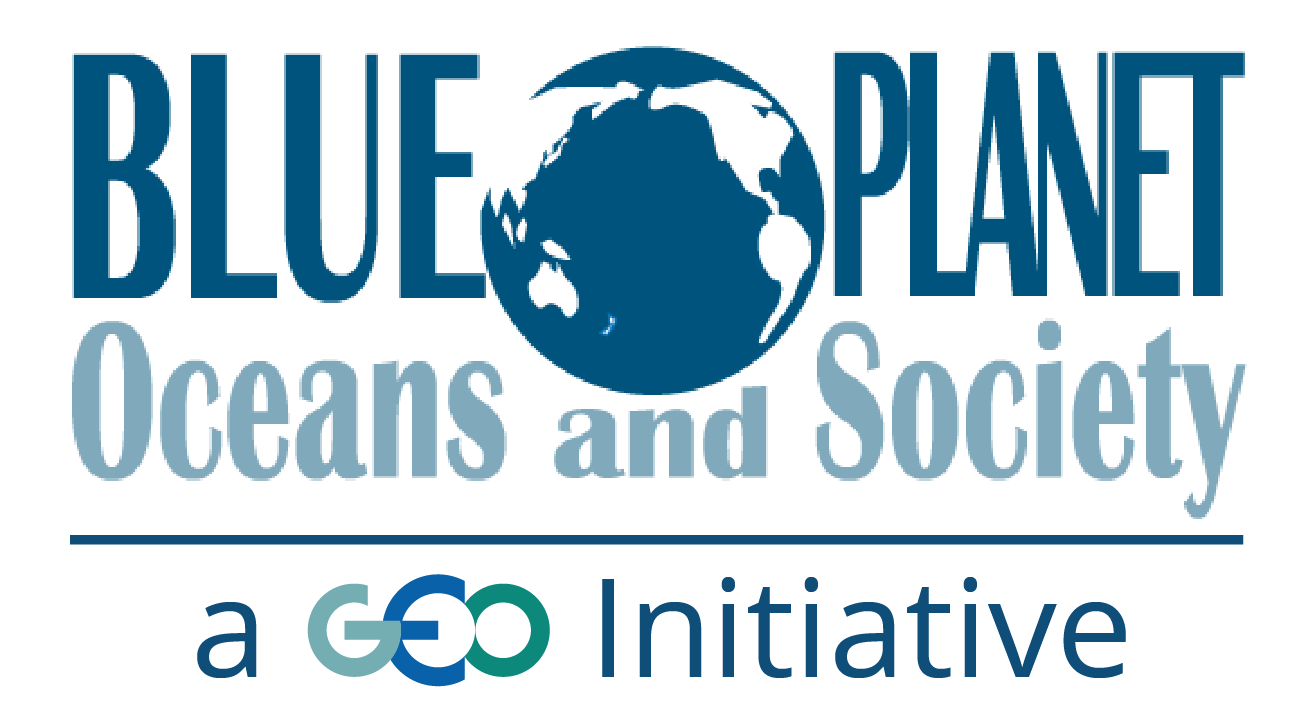 BLUE PLANET
Oceans and Society
a GEO Initiative